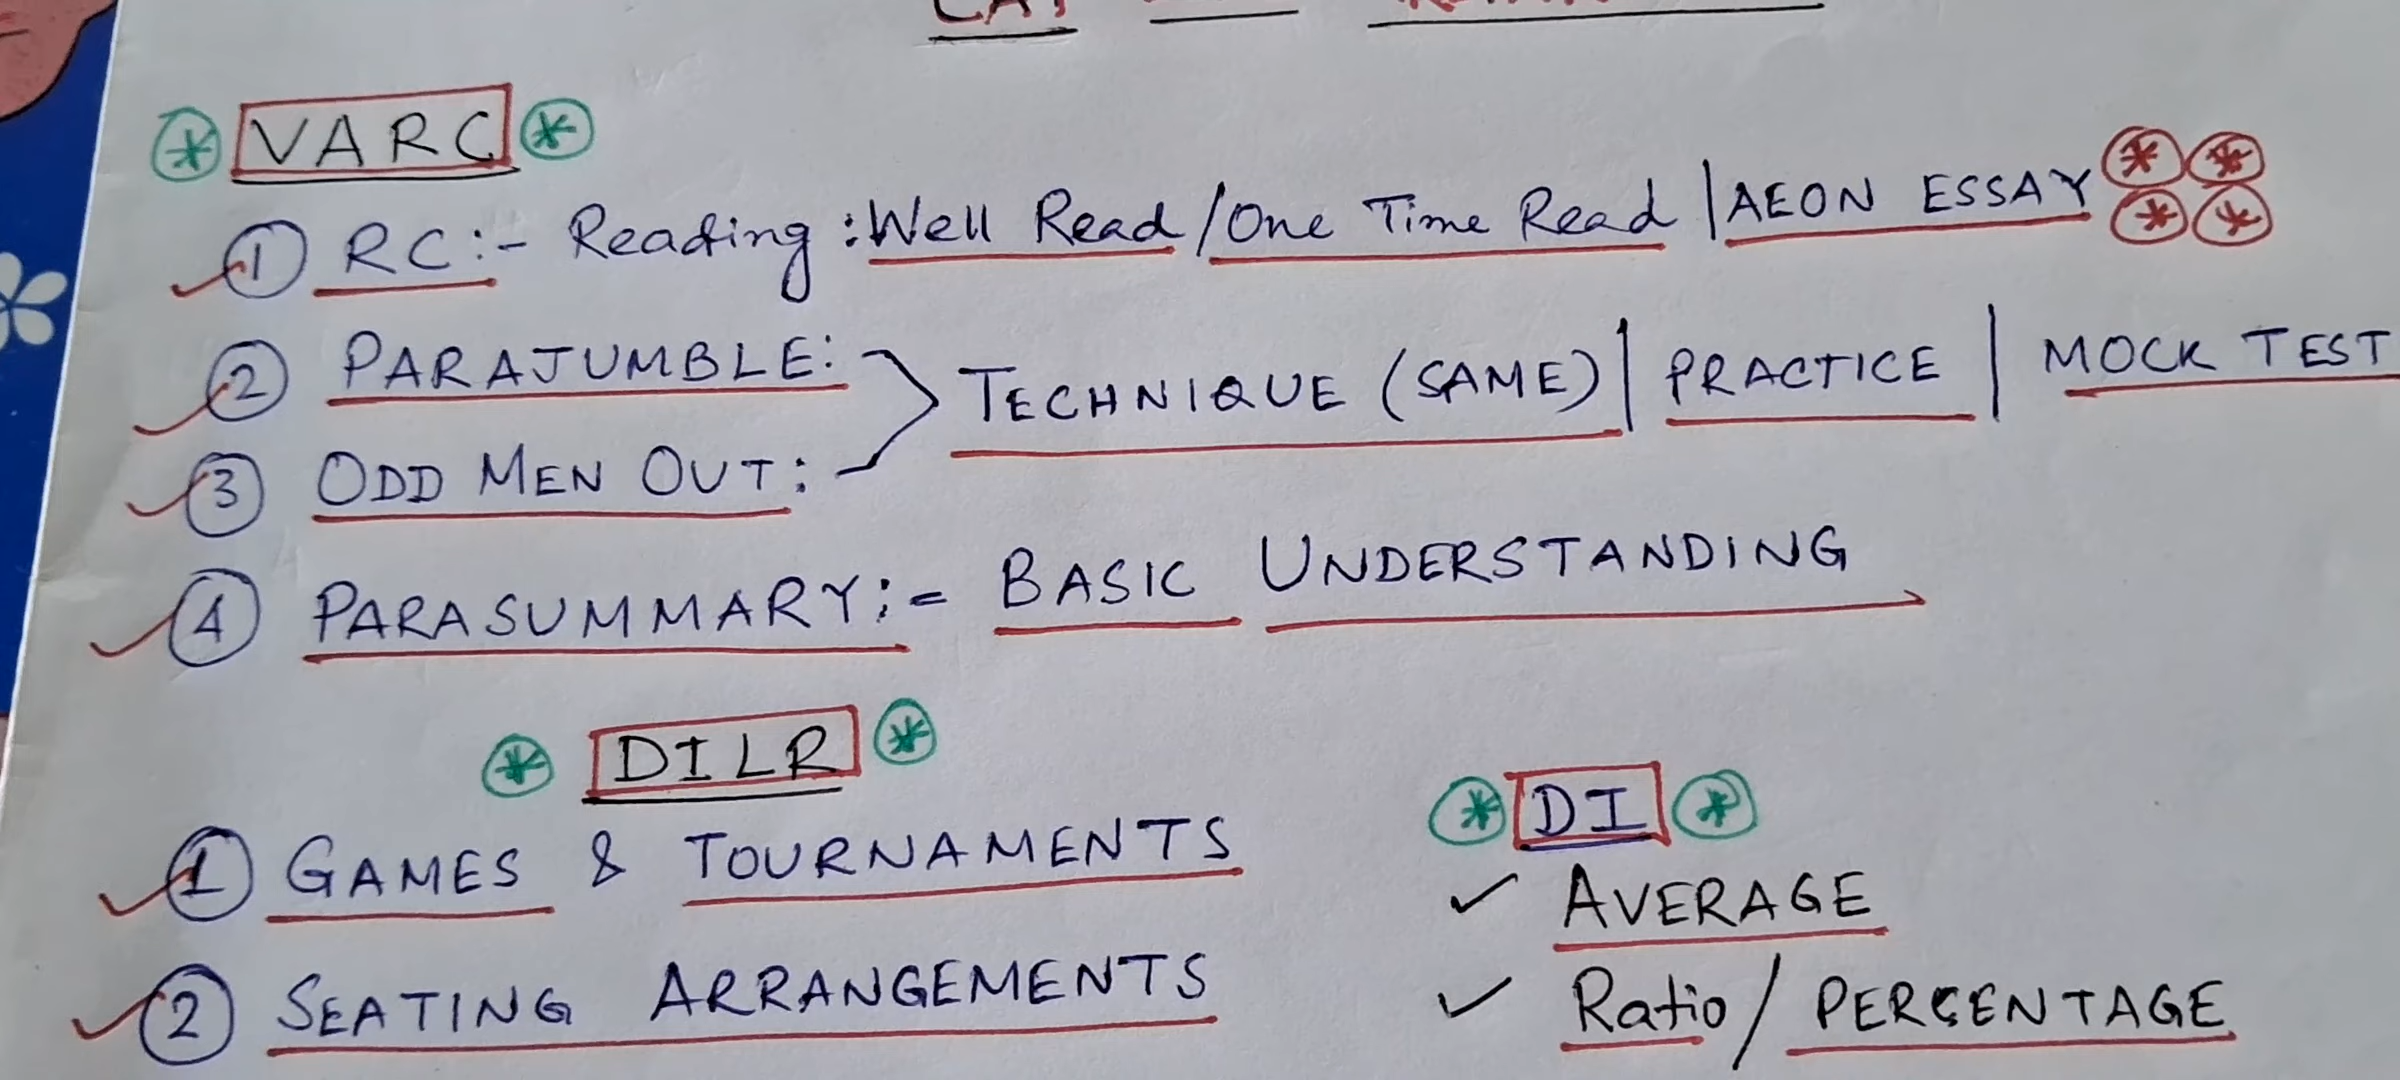 CAT
* VARC *
① RC:- Reading : Well Read / One Time Read | AEON ESSAY ****
② PARAJUMBLE:
TECHNIQUE (SAME) | PRACTICE | MOCK TEST
③ ODD MEN OUT:
④ PARASUMMARY:- BASIC UNDERSTANDING
* DILR *
① GAMES & TOURNAMENTS
② SEATING ARRANGEMENTS
* DI *
✓ AVERAGE
✓ Ratio / PERCENTAGE